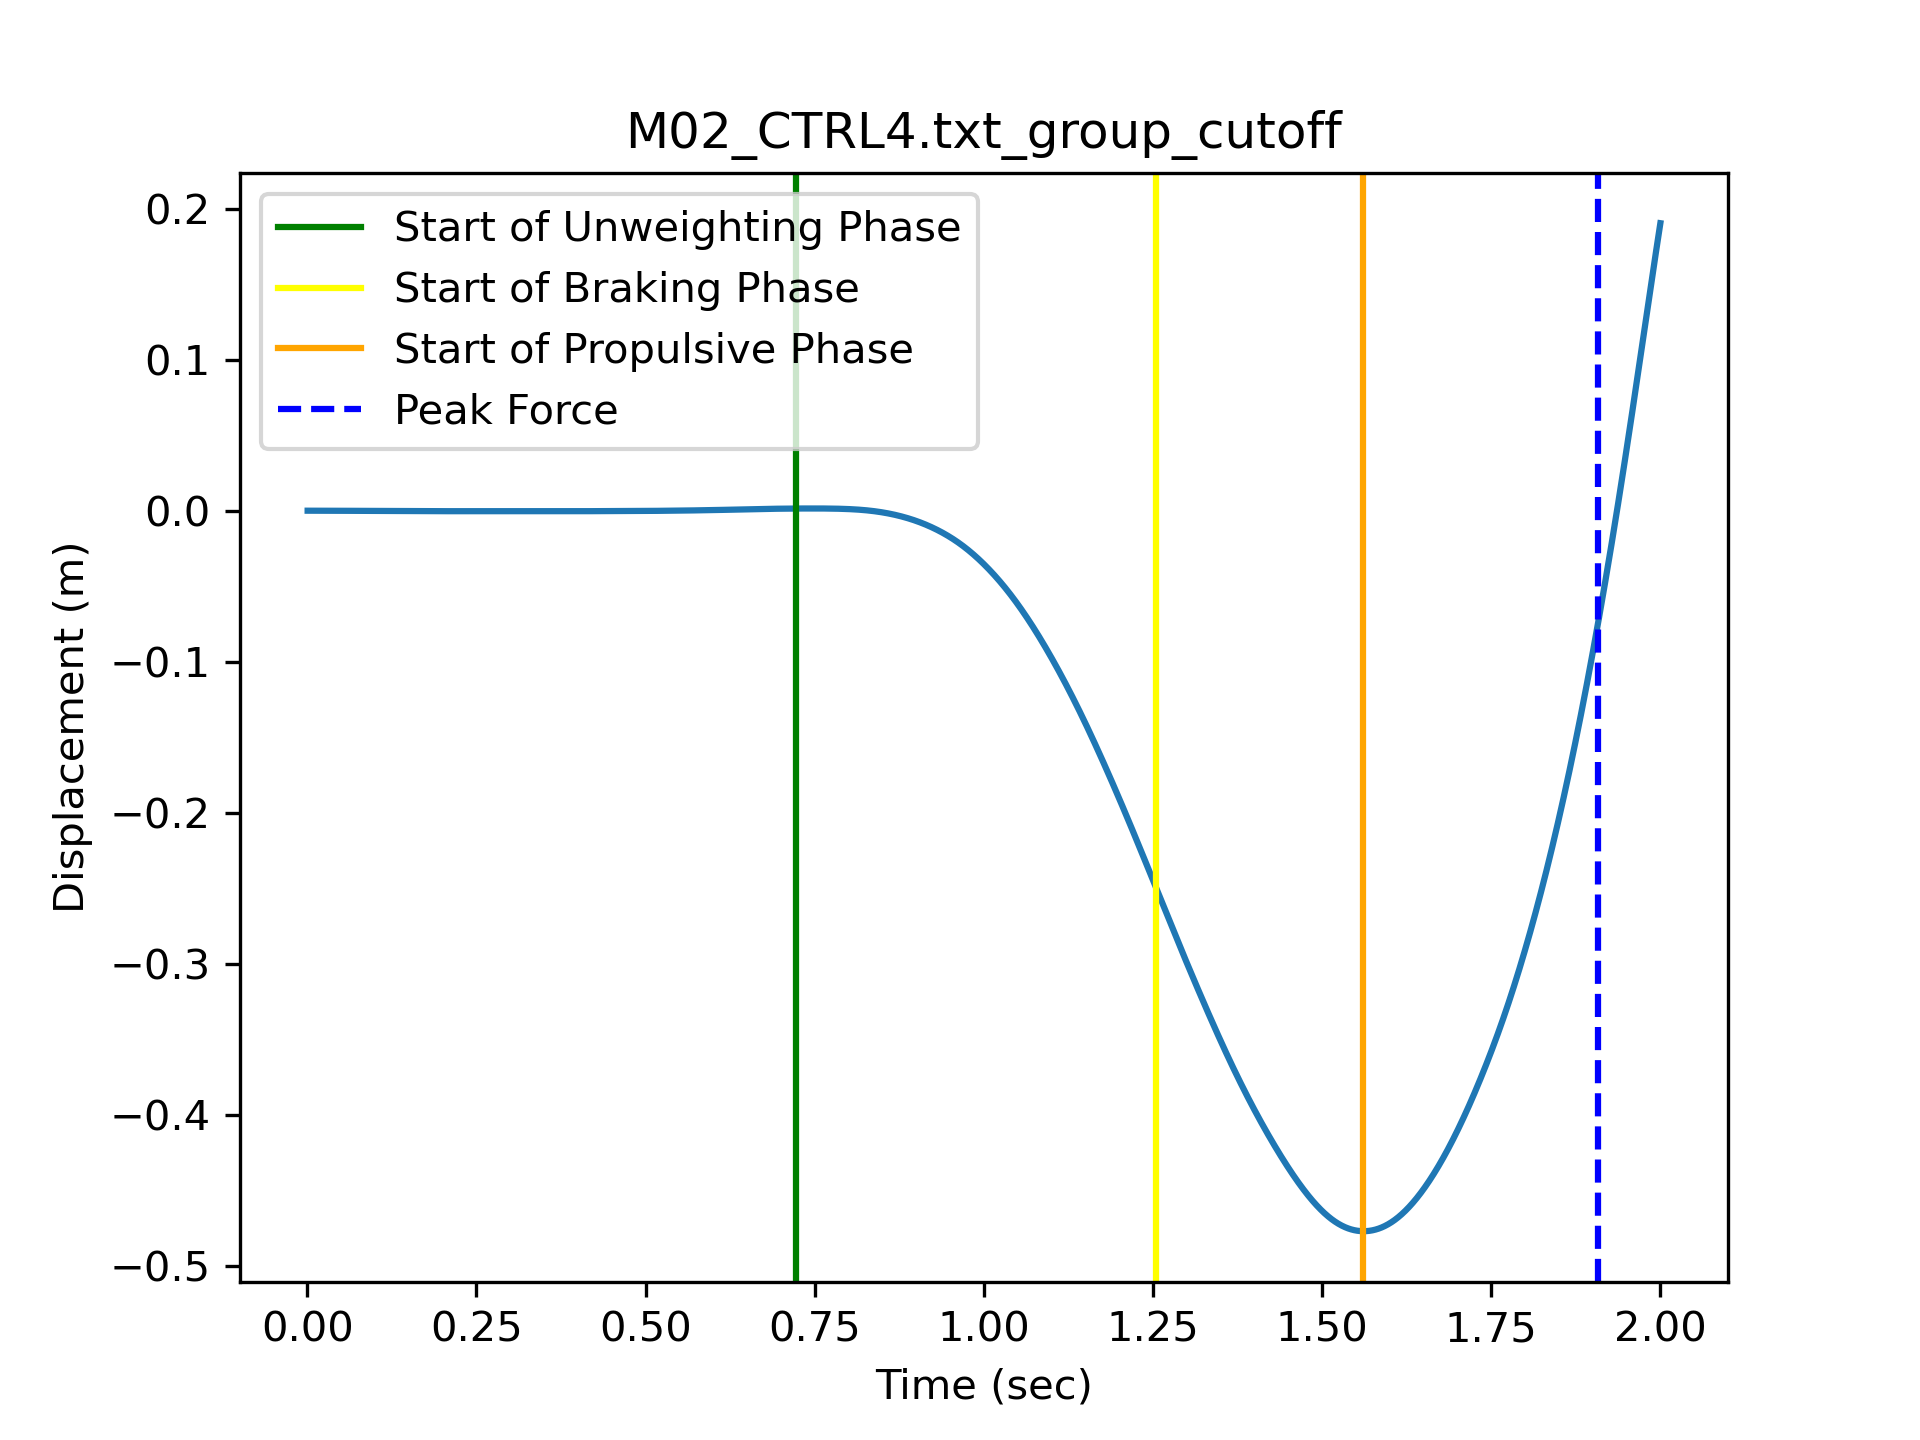 M02_CTRL4.txt_group_cutoff
Start of Unweighting Phase
Start of Braking Phase
Start of Propulsive Phase
Peak Force
0.2
0.1
0.0
−0.1
−0.2
−0.3
−0.4
−0.5
Displacement (m)
0.00 0.25 0.50 0.75 1.00 1.25 1.50 1.75 2.00
Time (sec)